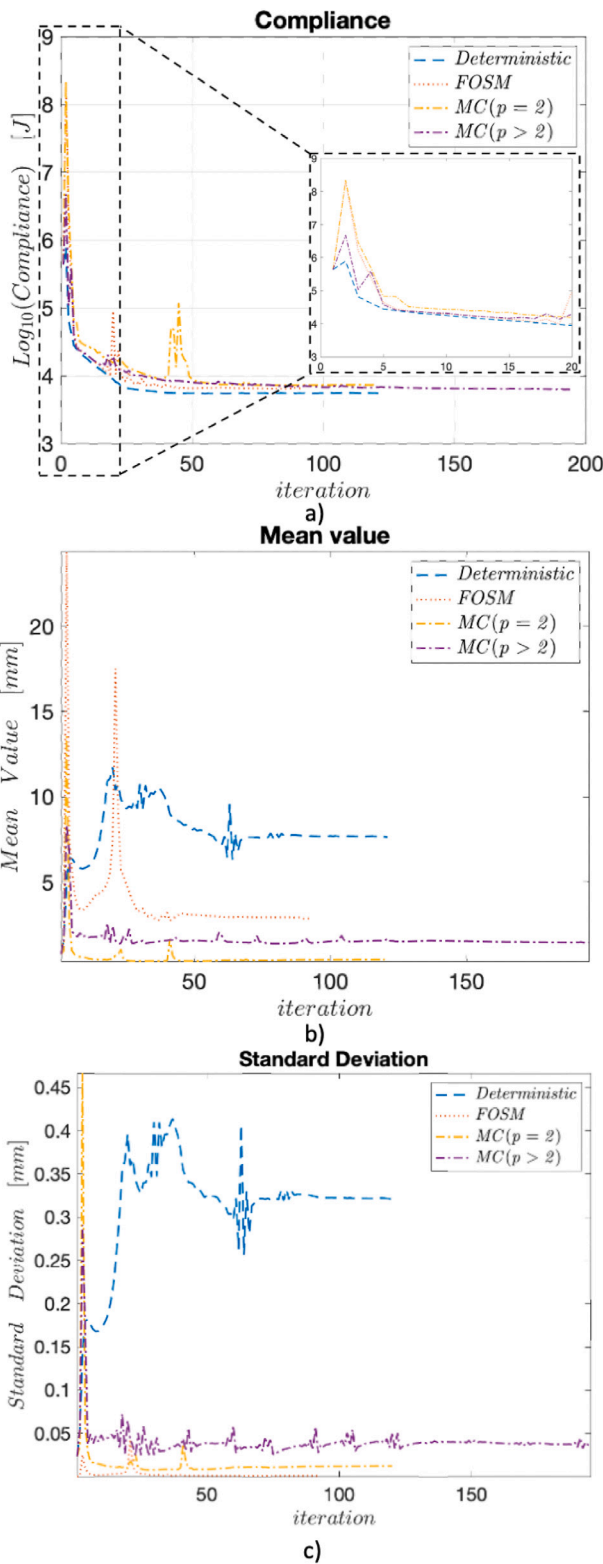 Compliance
9
8
7
6
5
4
3
Log10(Compliance) [J]
Deterministic
FOSM
MC(p = 2)
MC(p > 2)
9
8
7
6
5
4
3
0 5 10 15 20
0 50 100 150 200
iteration
a)
Mean value
20
15
10
5
Mean Value [mm]
Deterministic
FOSM
MC(p = 2)
MC(p > 2)
50 100 150
iteration
b)
Standard Deviation
0.45
0.4
0.35
0.3
0.25
0.2
0.15
0.1
0.05
Standard Deviation [mm]
Deterministic
FOSM
MC(p = 2)
MC(p > 2)
50 100 150
iteration
c)